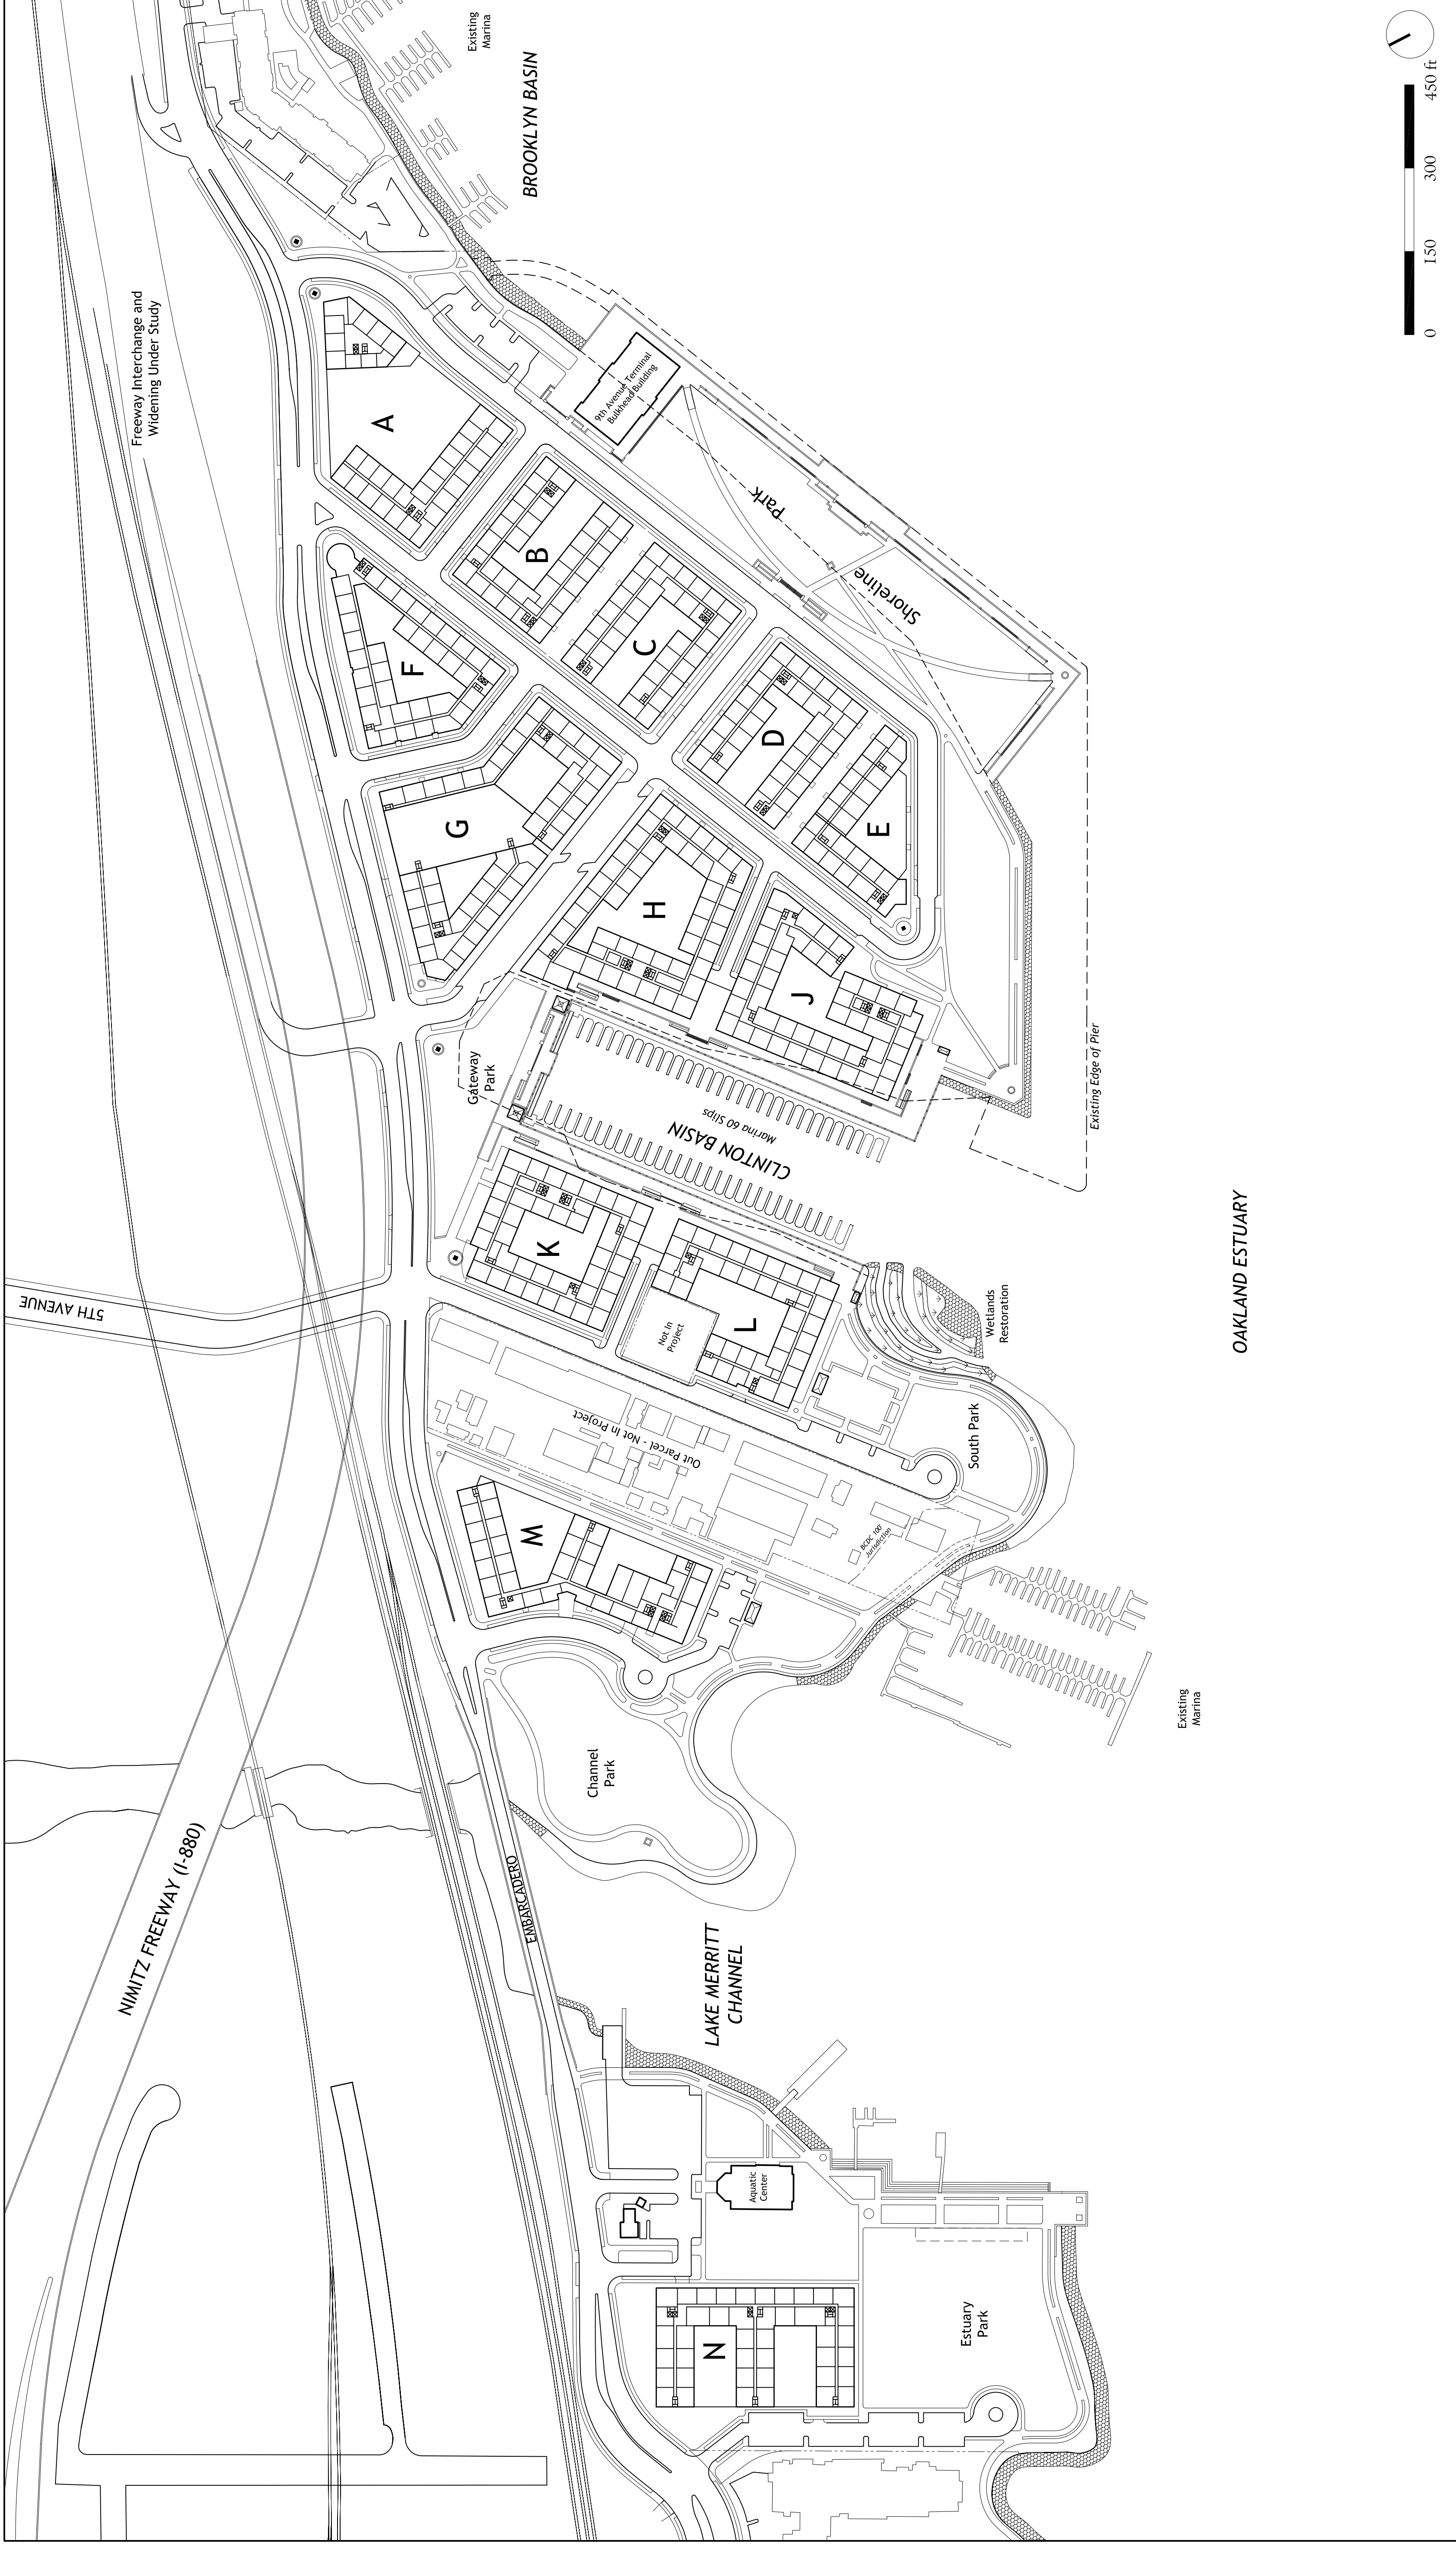 Existing
Marina
BROOKLYN BASIN
450 ft
300
150
0
Freeway Interchange and
Widening Under Study
A
9th Avenue Terminal
Bulkhead Building
B
Shoreline
Park
C
F
D
G
E
H
J
Gateway
Park
CLINTON BASIN
Marina 60 Slips
Existing Edge of Pier
5TH AVENUE
K
L
Not In
Project
Wetlands
Restoration
OAKLAND ESTUARY
Out Parcel - Not In Project
South Park
M
BCDC 100'
Jurisdiction
Existing
Marina
Channel
Park
NIMITZ FREEWAY (I-880)
EMBARCADERO
LAKE MERRITT
CHANNEL
Aquatic
Center
N
Estuary
Park